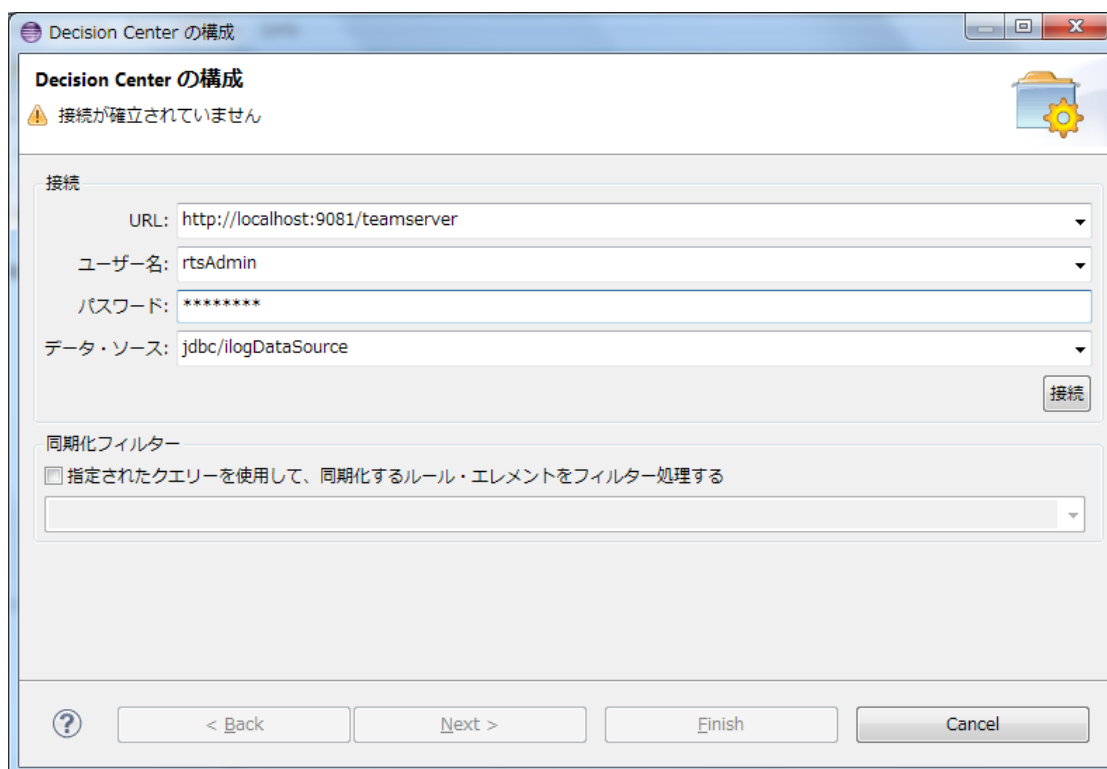 Decision Center の構成
Decision Center の構成
接続が確立されていません
接続
URL: http://localhost:9081/teamserver
ユーザー名: rtsAdmin
パスワード: ********
データ・ソース: jdbc/ilogDataSource
接続
同期化フィルター
指定されたクエリーを使用して、同期化するルール・エレメントをフィルター処理する
< Back Next > Finish Cancel